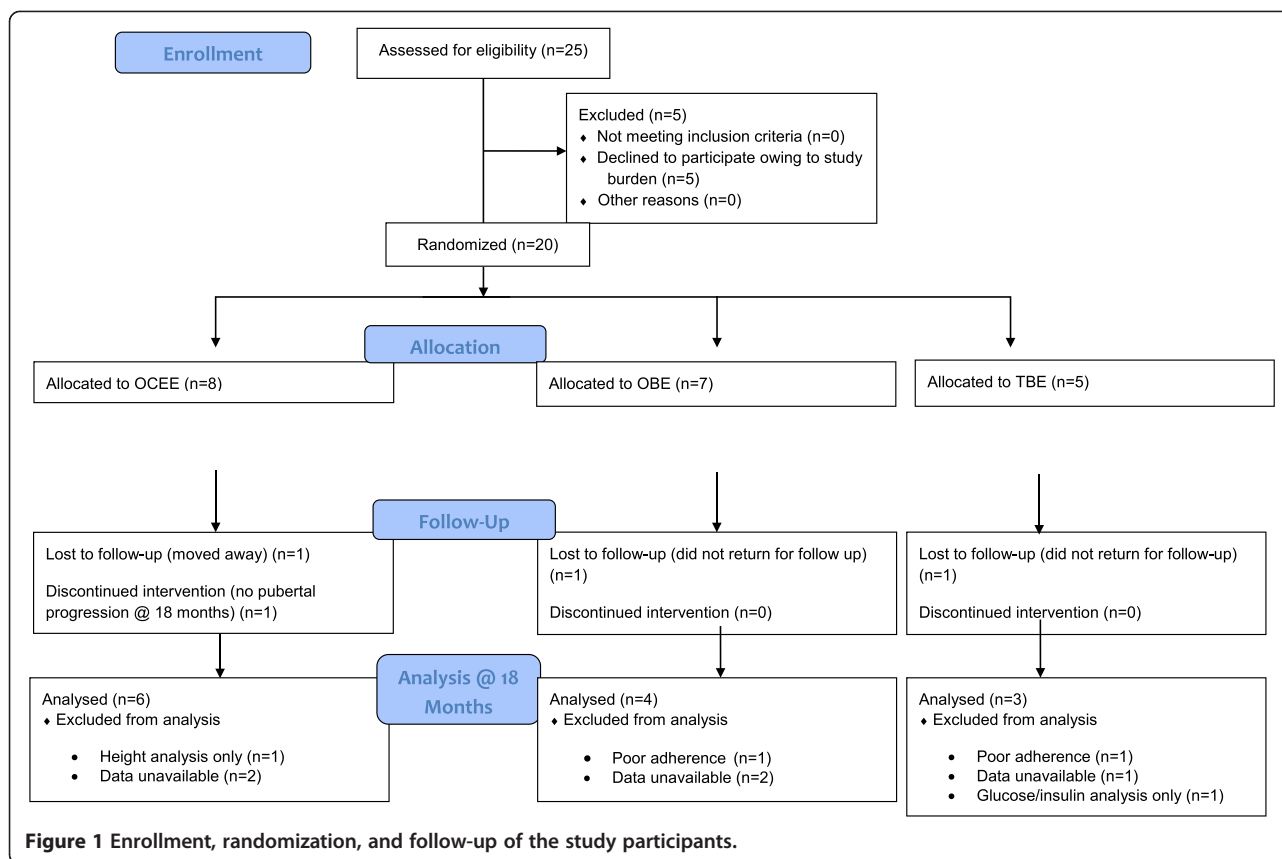 Enrollment
Assessed for eligibility (n=25)
Excluded (n=5)
♦ Not meeting inclusion criteria (n=0)
♦ Declined to participate owing to study
burden (n=5)
♦ Other reasons (n=0)
Randomized (n=20)
Allocation
Allocated to OCEE (n=8)
Allocated to OBE (n=7)
Allocated to TBE (n=5)
Follow-Up
Lost to follow-up (moved away) (n=1)
Discontinued intervention (no pubertal
progression @ 18 months) (n=1)
Lost to follow-up (did not return for follow up)
(n=1)
Discontinued intervention (n=0)
Lost to follow-up (did not return for follow-up)
(n=1)
Discontinued intervention (n=0)
Analysis @ 18
Months
Analysed (n=6)
♦ Excluded from analysis
• Height analysis only (n=1)
• Data unavailable (n=2)
Analysed (n=4)
♦ Excluded from analysis
• Poor adherence (n=1)
• Data unavailable (n=2)
Analysed (n=3)
♦ Excluded from analysis
• Poor adherence (n=1)
• Data unavailable (n=1)
• Glucose/insulin analysis only (n=1)
Figure 1 Enrollment, randomization, and follow-up of the study participants.